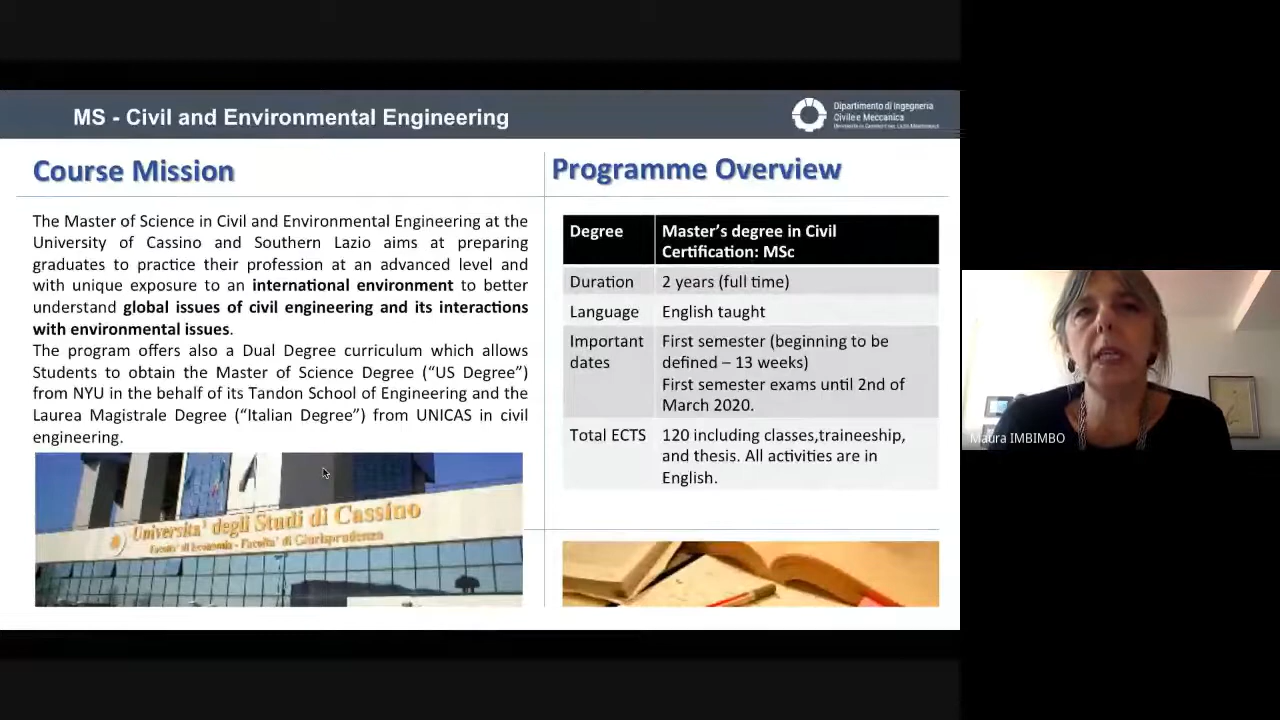 MS - Civil and Environmental Engineering
Dipartimento di Ingegneria
Civile e Meccanica
Course Mission
The Master of Science in Civil and Environmental Engineering at the
University of Cassino and Southern Lazio aims at preparing
graduates to practice their profession at an advanced level and
with unique exposure to an international environment to better
understand global issues of civil engineering and its interactions
with environmental issues.
The program offers also a Dual Degree curriculum which allows
Students to obtain the Master of Science Degree (“US Degree”)
from NYU in the behalf of its Tandon School of Engineering and the
Laurea Magistrale Degree (“Italian Degree”) from UNICAS in civil
engineering.
Universita' degli Studi di Cassino
Facolta' di Economia - Facolta' di Giurisprudenza
Programme Overview
Degree
Master’s degree in Civil
Certification: MSc
Duration
2 years (full time)
Language
English taught
Important
dates
First semester (beginning to be
defined – 13 weeks)
First semester exams until 2nd of
March 2020.
Total ECTS
120 including classes,traineeship,
and thesis. All activities are in
English.
Maura IMBIMBO